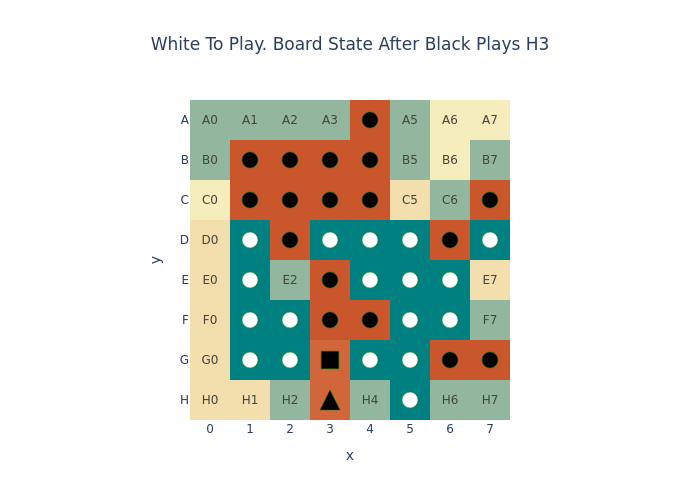 White To Play. Board State After Black Plays H3
A A0 A1 A2 A3 A5 A6 A7
B B0 B5 B6 B7
C C0 C5 C6
D D0
E E0 E2 E7
F F0 F7
G G0
H H0 H1 H2 H4 H6 H7
0 1 2 3 4 5 6 7
x
y